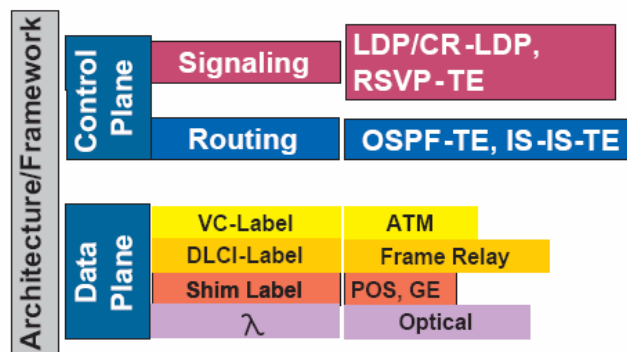 Architecture/Framework
Control
Plane
Signaling
LDP/CR-LDP,
RSVP-TE
Routing
OSPF-TE, IS-IS-TE
Data
Plane
VC-Label
ATM
DLCI-Label
Frame Relay
Shim Label
POS, GE
λ
Optical